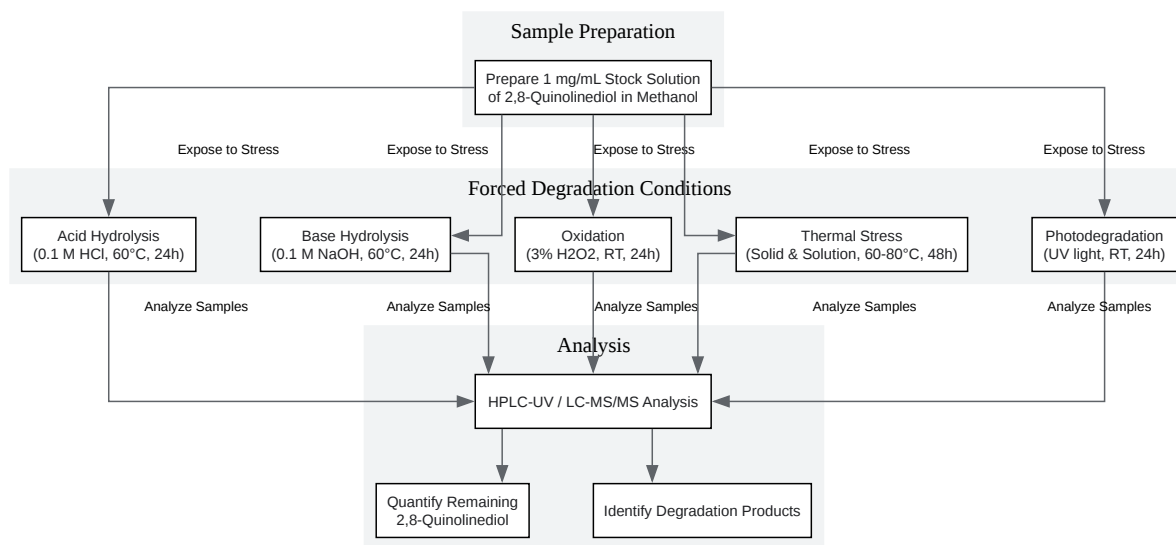 Sample Preparation
Prepare 1 mg/mL Stock Solution
of 2,8-Quinolinediol in Methanol
Expose to Stress
Expose to Stress
Expose to Stress
Expose to Stress
Expose to Stress
Forced Degradation Conditions
Acid Hydrolysis
(0.1 M HCl, 60°C, 24h)
Base Hydrolysis
(0.1 M NaOH, 60°C, 24h)
Oxidation
(3% H2O2, RT, 24h)
Thermal Stress
(Solid & Solution, 60-80°C, 48h)
Photodegradation
(UV light, RT, 24h)
Analyze Samples
Analyze Samples
Analyze Samples
Analyze Samples
Analyze Samples
Analysis
HPLC-UV / LC-MS/MS Analysis
Quantify Remaining
2,8-Quinolinediol
Identify Degradation Products